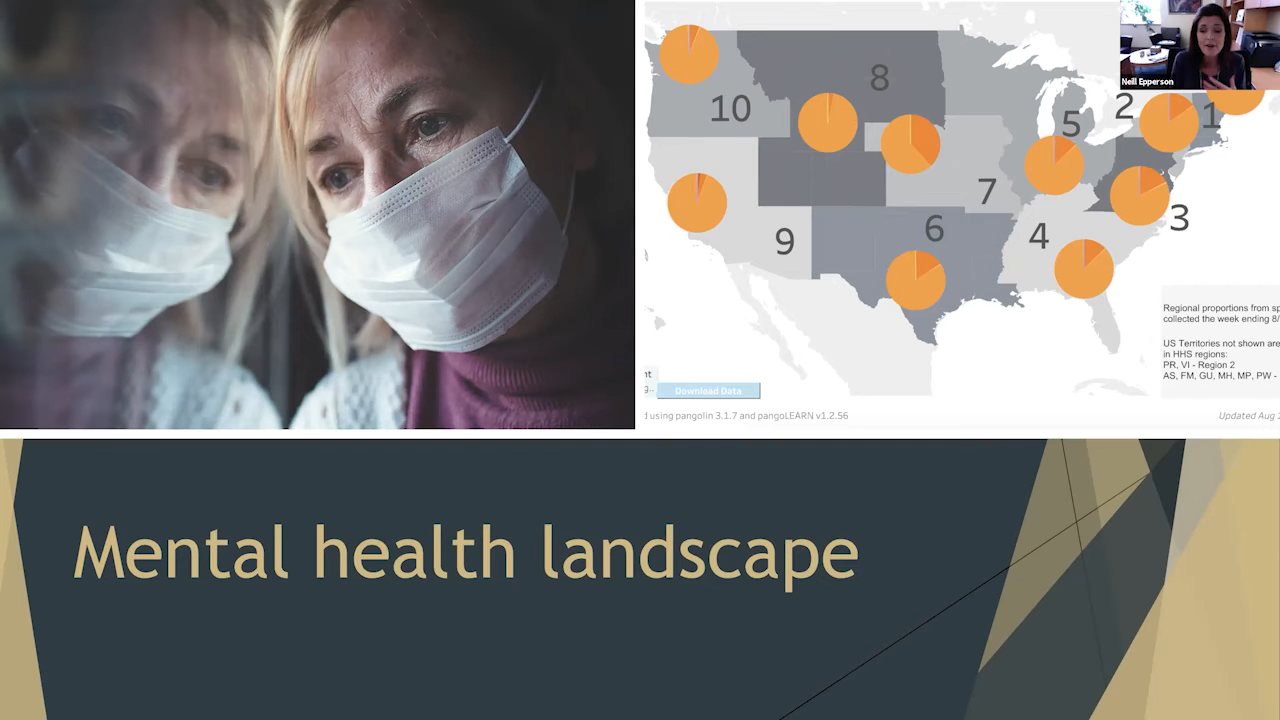 Neill Epperson
8
10
2
1
5
7
3
6
4
9
Regional proportions from sp
collected the week ending 8/
US Territories not shown are
in HHS regions:
PR, VI - Region 2
AS, FM, GU, MH, MP, PW -
nt
g..
Download Data
d using pangolin 3.1.7 and pangoLEARN v1.2.56
Updated Aug
Mental health landscape